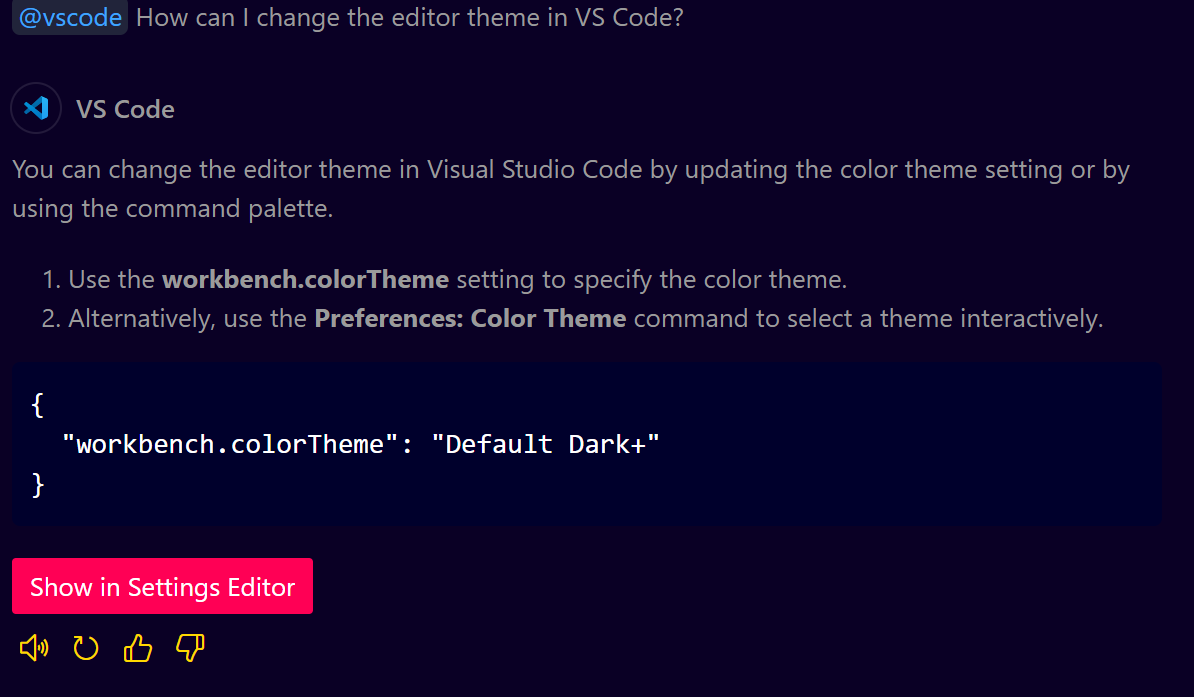 @vscode How can I change the editor theme in VS Code?
VS Code
You can change the editor theme in Visual Studio Code by updating the color theme setting or by
using the command palette.
1. Use the workbench.colorTheme setting to specify the color theme.
2. Alternatively, use the Preferences: Color Theme command to select a theme interactively.
{
  "workbench.colorTheme": "Default Dark+"
}
Show in Settings Editor